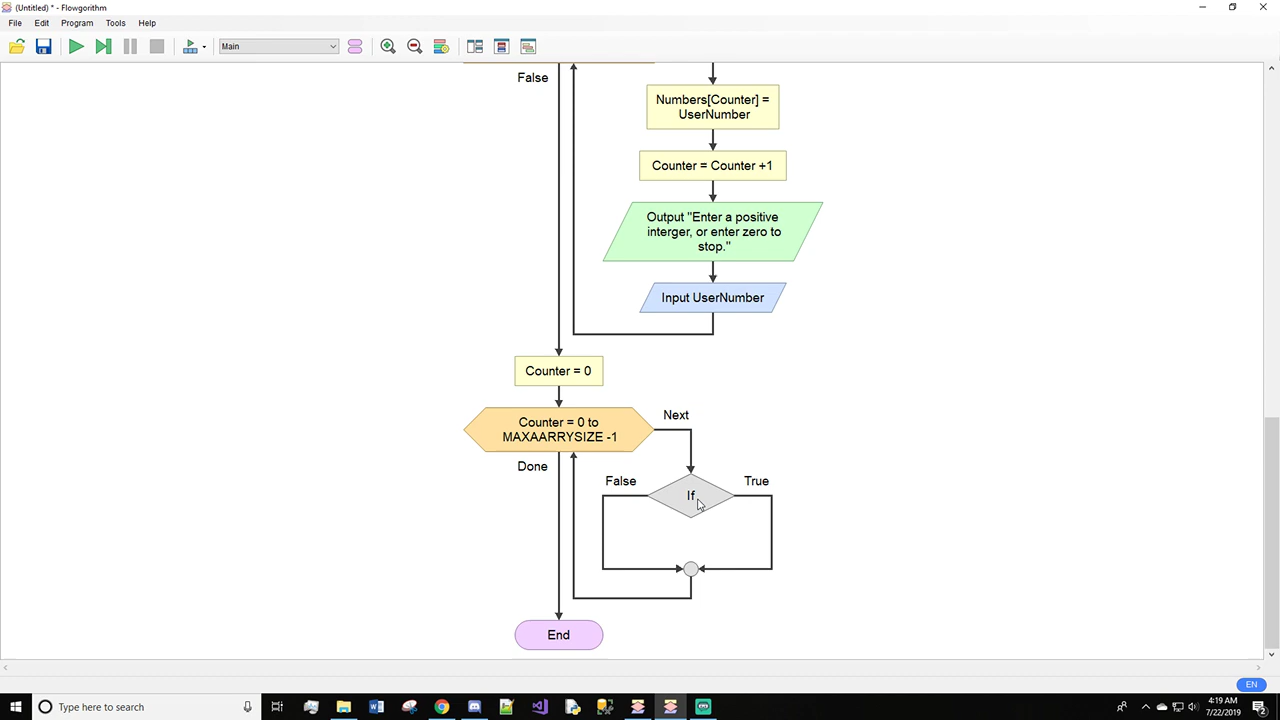 (Untitled) * - Flowgorithm
File Edit Program Tools Help
Main
False
Numbers[Counter] =
UserNumber
Counter = Counter +1
Output "Enter a positive
interger, or enter zero to
stop."
Input UserNumber
Counter = 0
Counter = 0 to
MAXAARRYSIZE -1
Next
Done
False
If
True
End
EN
Type here to search
4:19 AM
7/22/2019
2